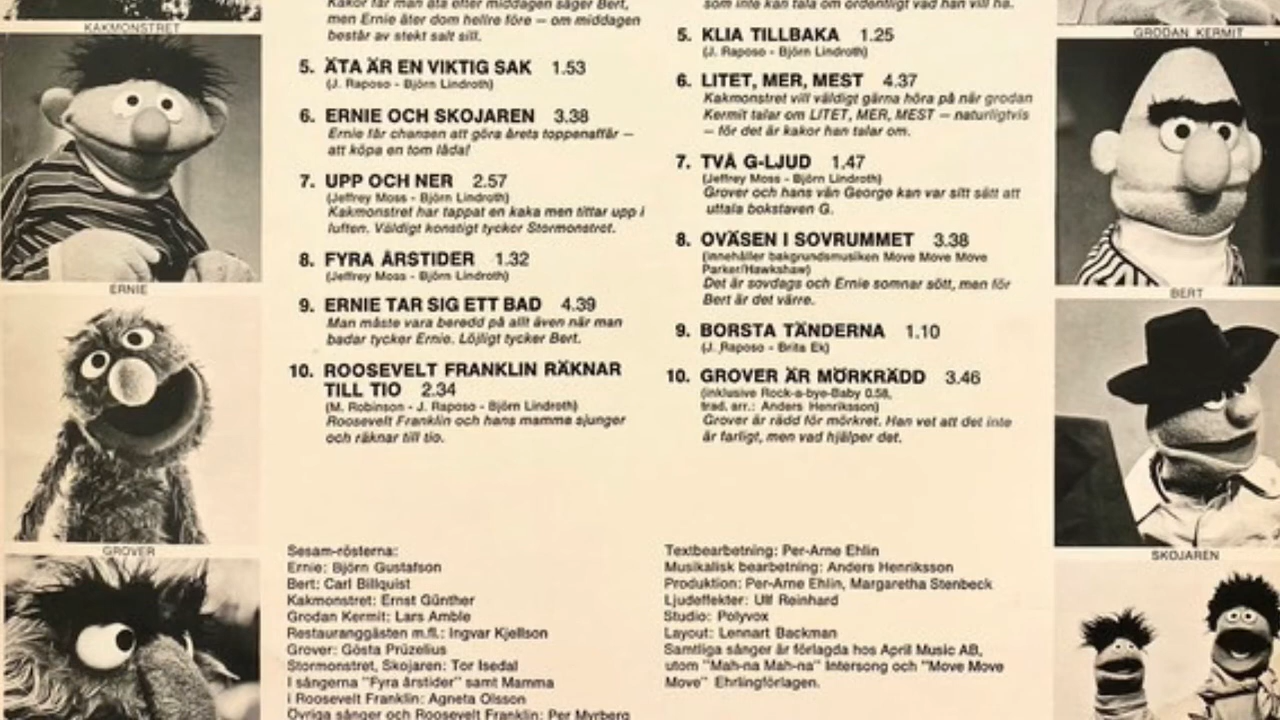 Kakor får man äta efter middagen säger Bert,
men Ernie äter dom hellre före — om middagen
består av stekt salt sill.
5. ÄTA ÄR EN VIKTIG SAK 1.53
(J. Raposo - Björn Lindroth)
6. ERNIE OCH SKOJAREN 3.38
Ernie får chansen att göra årets toppenaffär —
att köpa en tom låda!
7. UPP OCH NER 2.57
(Jeffrey Moss - Björn Lindroth)
Kakmonstret har tappat en kaka men tittar upp i
luften. Väldigt konstigt tycker Stormonstret.
8. FYRA ÅRSTIDER 1.32
(Jeffrey Moss - Björn Lindroth)
9. ERNIE TAR SIG ETT BAD 4.39
Man måste vara beredd på allt även när man
badar tycker Ernie. Löjligt tycker Bert.
10. ROOSEVELT FRANKLIN RÄKNAR
TILL TIO 2.34
(M. Robinson - J. Raposo - Björn Lindroth)
Roosevelt Franklin och hans mamma sjunger
och räknar till tio.
som inte kan tala om ordentligt vad han vill ha.
5. KLIA TILLBAKA 1.25
(J. Raposo - Björn Lindroth)
6. LITET, MER, MEST 4.37
Kakmonstret vill väldigt gärna höra på när grodan
Kermit talar om LITET, MER, MEST — naturligtvis
— för det är kakor han talar om.
7. TVÅ G-LJUD 1.47
(Jeffrey Moss - Björn Lindroth)
Grover och hans vän George kan var sitt sätt att
uttala bokstaven G.
8. OVÄSEN I SOVRUMMET 3.38
(innehåller bakgrundsmusiken Move Move Move
Parker/Hawkshaw)
Det är sovdags och Ernie somnar sött, men för
Bert är det värre.
9. BORSTA TÄNDERNA 1.10
(J. Raposo - Brita Ek)
10. GROVER ÄR MÖRKRÄDD 3.46
(inklusive Rock-a-bye-Baby 0.58,
trad. arr.: Anders Henriksson)
Grover är rädd för mörkret. Han vet att det inte
är farligt, men vad hjälper det.
Sesam-rösterna:
Ernie: Björn Gustafson
Bert: Carl Billquist
Kakmonstret: Ernst Günther
Grodan Kermit: Lars Amble
Restauranggästen m.fl.: Ingvar Kjellson
Grover: Gösta Prüzelius
Stormonstret, Skojaren: Tor Isedal
I sångerna "Fyra årstider" samt Mamma
i Roosevelt Franklin: Agneta Olsson
Övriga sånger och Roosevelt Franklin: Per Myrberg
Textbearbetning: Per-Arne Ehlin
Musikalisk bearbetning: Anders Henriksson
Produktion: Per-Arne Ehlin, Margaretha Stenbeck
Ljudeffekter: Ulf Reinhard
Studio: Polyvox
Layout: Lennart Backman
Samtliga sånger är förlagda hos April Music AB,
utom "Mah-na Mah-na" Intersong och "Move Move
Move" Ehrlingförlagen.
KAKMONSTRET
ERNIE
GROVER
GRODAN KERMIT
BERT
SKOJAREN